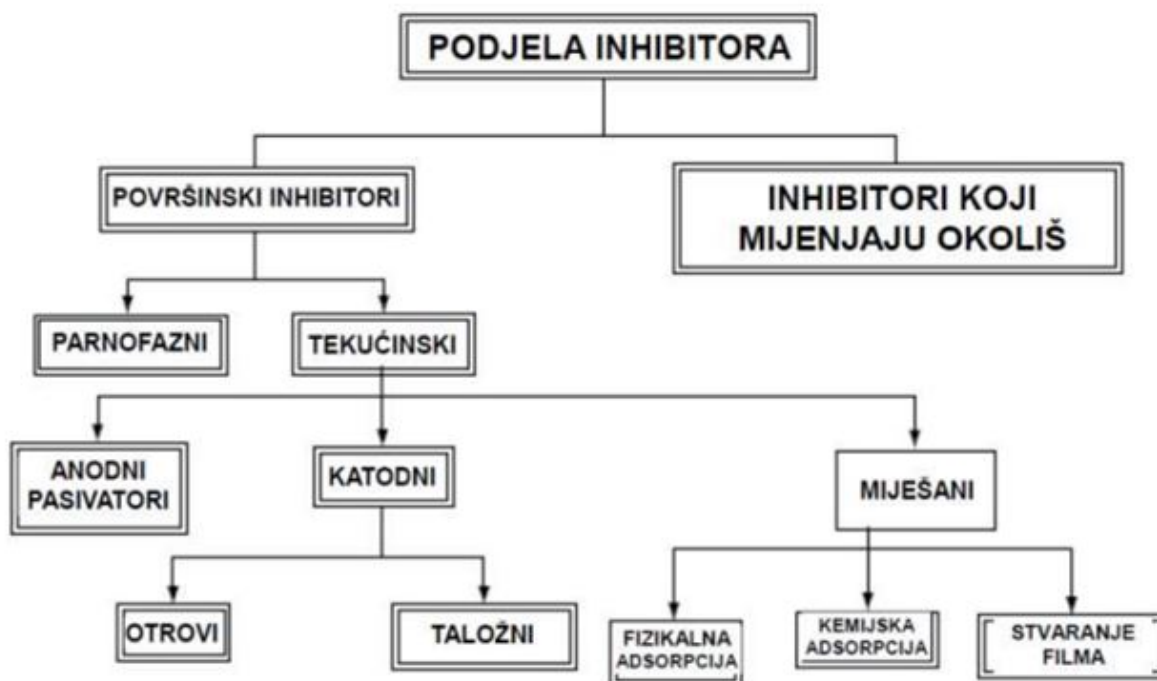 PODJELA INHIBITORA
POVRŠINSKI INHIBITORI
INHIBITORI KOJI
MIJENJAJU OKOLIŠ
PARNOFAZNI
TEKUĆINSKI
ANODNI
PASIVATORI
KATODNI
MIJEŠANI
OTROVI
TALOŽNI
FIZIKALNA
ADSORPCIJA
KEMIJSKA
ADSORPCIJA
STVARANJE
FILMA